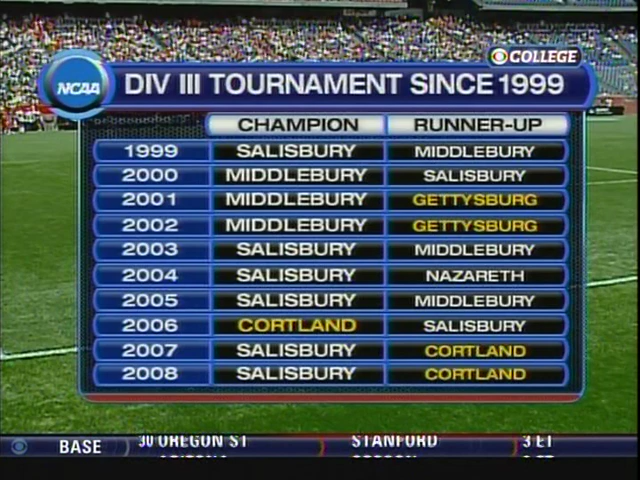 COLLEGE
NCAA DIV III TOURNAMENT SINCE 1999
CHAMPION RUNNER-UP
1999 SALISBURY MIDDLEBURY
2000 MIDDLEBURY SALISBURY
2001 MIDDLEBURY GETTYSBURG
2002 MIDDLEBURY GETTYSBURG
2003 SALISBURY MIDDLEBURY
2004 SALISBURY NAZARETH
2005 SALISBURY MIDDLEBURY
2006 CORTLAND SALISBURY
2007 SALISBURY CORTLAND
2008 SALISBURY CORTLAND
BASE 30 OREGON ST STANFORD 3 ET